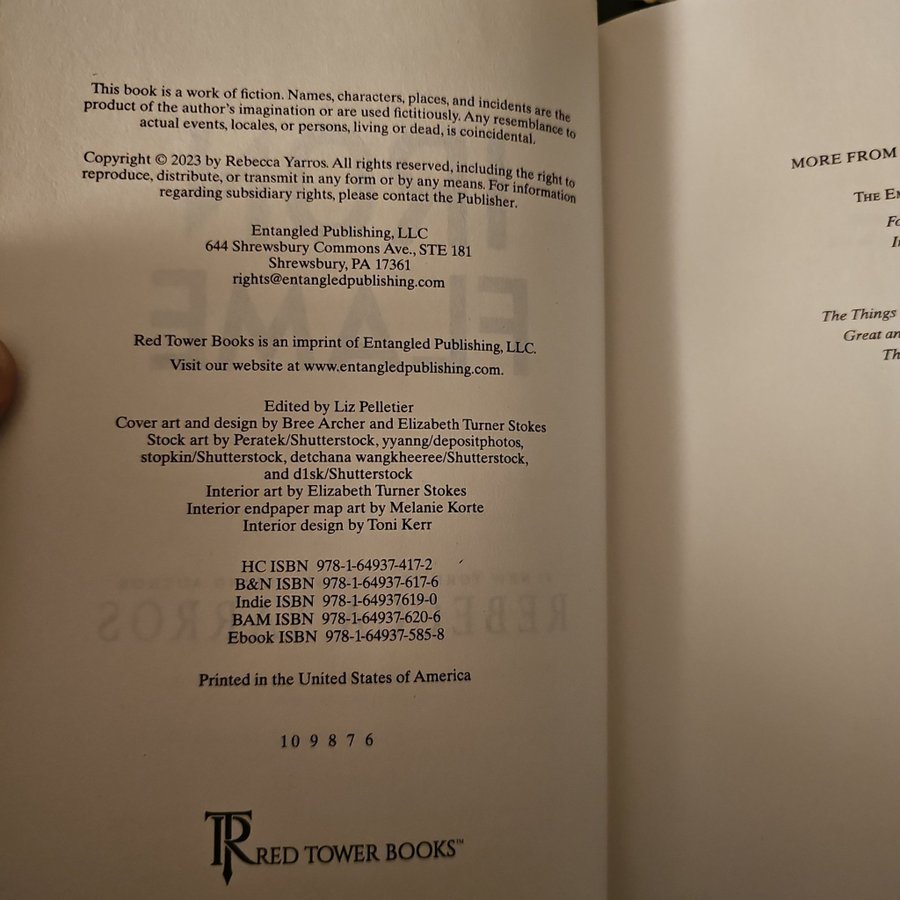 This book is a work of fiction. Names, characters, places, and incidents are the
product of the author's imagination or are used fictitiously. Any resemblance to
actual events, locales, or persons, living or dead, is coincidental.
Copyright © 2023 by Rebecca Yarros. All rights reserved, including the right to
reproduce, distribute, or transmit in any form or by any means. For information
regarding subsidiary rights, please contact the Publisher.
Entangled Publishing, LLC
644 Shrewsbury Commons Ave., STE 181
Shrewsbury, PA 17361
rights@entangledpublishing.com
Red Tower Books is an imprint of Entangled Publishing, LLC.
Visit our website at www.entangledpublishing.com.
Edited by Liz Pelletier
Cover art and design by Bree Archer and Elizabeth Turner Stokes
Stock art by Peratek/Shutterstock, yyanng/depositphotos,
stopkin/Shutterstock, detchana wangkheeree/Shutterstock,
and d1sk/Shutterstock
Interior art by Elizabeth Turner Stokes
Interior endpaper map art by Melanie Korte
Interior design by Toni Kerr
HC ISBN 978-1-64937-417-2
B&N ISBN 978-1-64937-617-6
Indie ISBN 978-1-64937619-0
BAM ISBN 978-1-64937-620-6
Ebook ISBN 978-1-64937-585-8
Printed in the United States of America
10 9 8 7 6
TR RED TOWER BOOKS™
MORE FROM
THE
The Things
Great